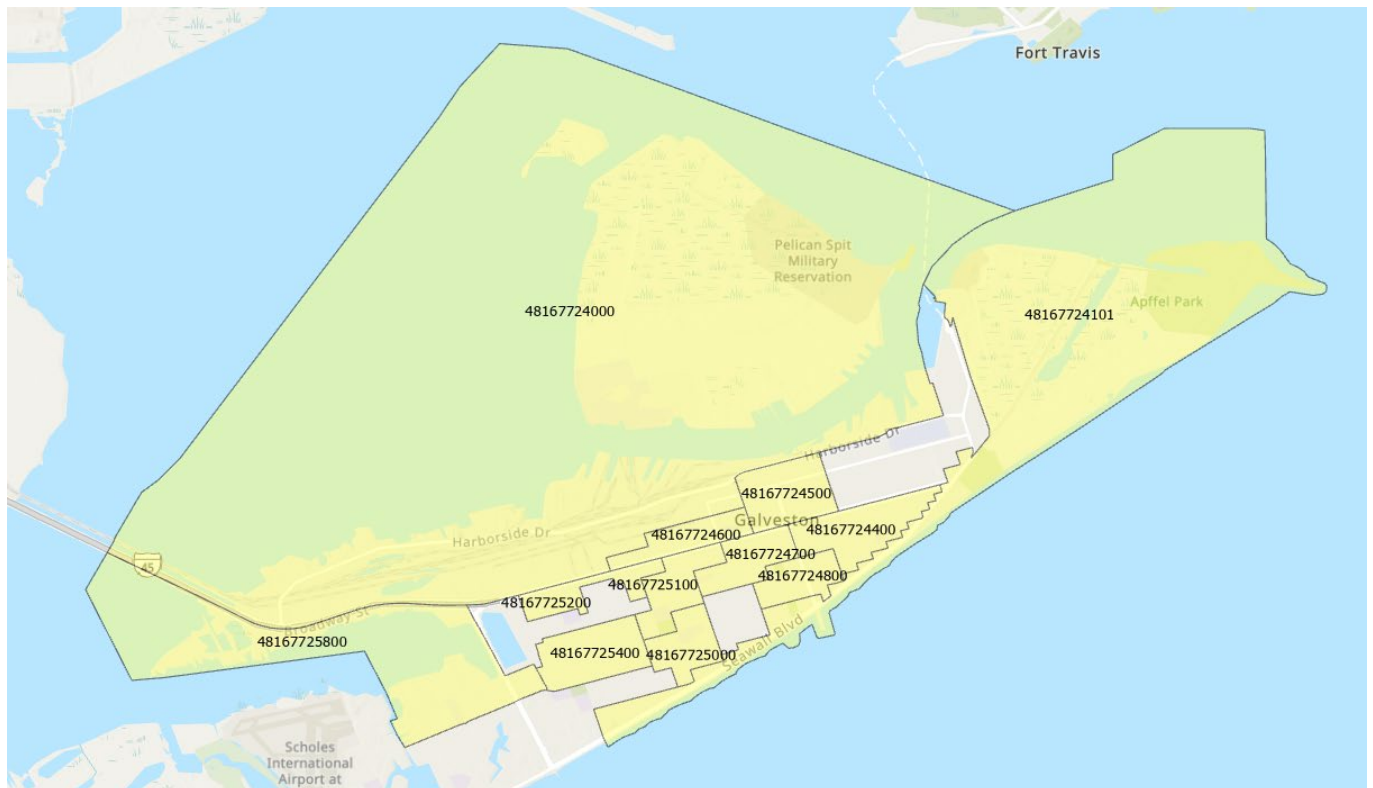 Fort Travis
Pelican Spit
Military
Reservation
Apffel Park
48167724000
48167724101
Harborside Dr
48167724500
Galveston
48167724400
Harborside Dr
48167724600
48167724700
45
48167724800
48167725100
48167725200
Broadway St
48167725800
Seawall Blvd
48167725400
48167725000
Scholes
International
Airport at